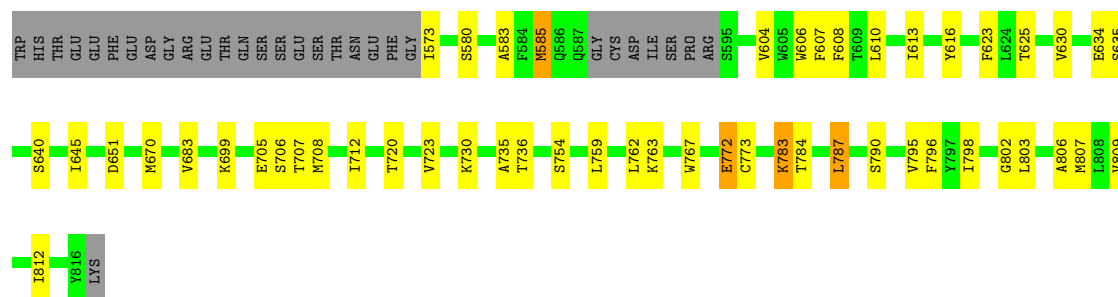 TRP HIS THR GLU GLU PHE GLU ASP GLY ARG GLU THR GLN SER SER GLU SER THR ASN GLU PHE GLY I573 S580 A583 F584 M585 Q586 Q587 GLY CYS ASP ILE SER PRO ARG S595 V604 W605 W606 F607 F608 T609 L610 I613 Y616 F623 L624 T625 V630 E634 S635
S640 I645 D651 M670 V683 K699 E705 S706 T707 M708 I712 T720 V723 K730 A735 T736 S754 L759 L762 K763 W767 E772 C773 K783 T784 L787 S790 V795 F796 Y797 I798 G802 L803 A806 M807 L808 V809
I812 Y816 LYS